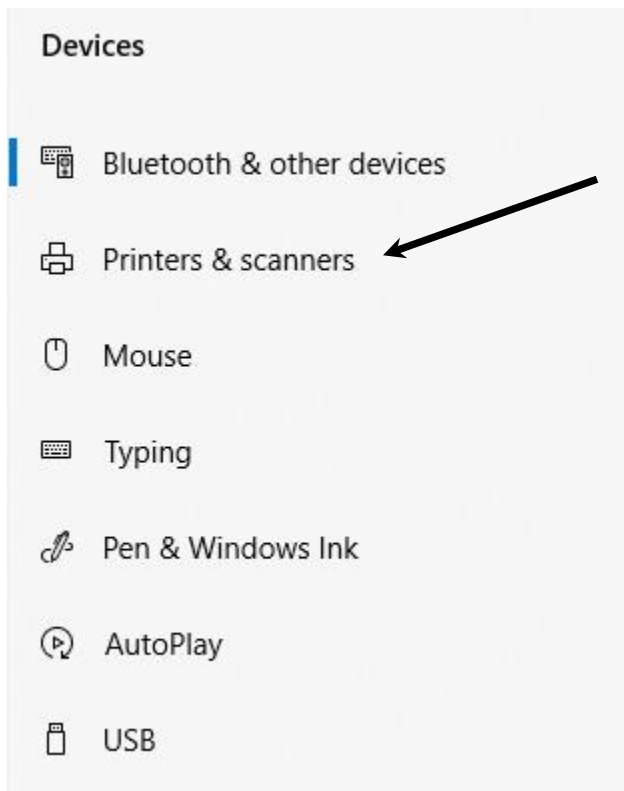 Devices
Bluetooth & other devices
Printers & scanners
Mouse
Typing
Pen & Windows Ink
AutoPlay
USB